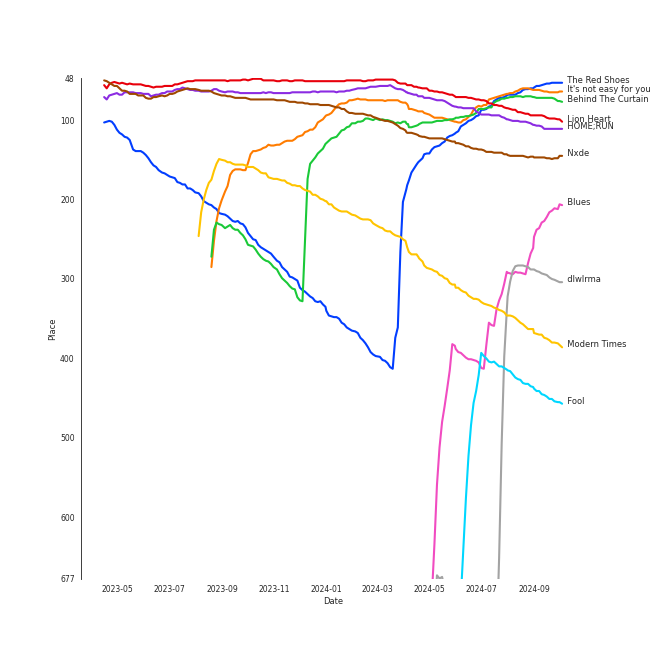 48
100
200
300
400
500
600
677
Place
2023-05
2023-07
2023-09
2023-11
2024-01
2024-03
2024-05
2024-07
2024-09
Date
The Red Shoes
It's not easy for you
Behind The Curtain
Lion Heart
HOME;RUN
Nxde
Blues
dlwlrma
Modern Times
Fool